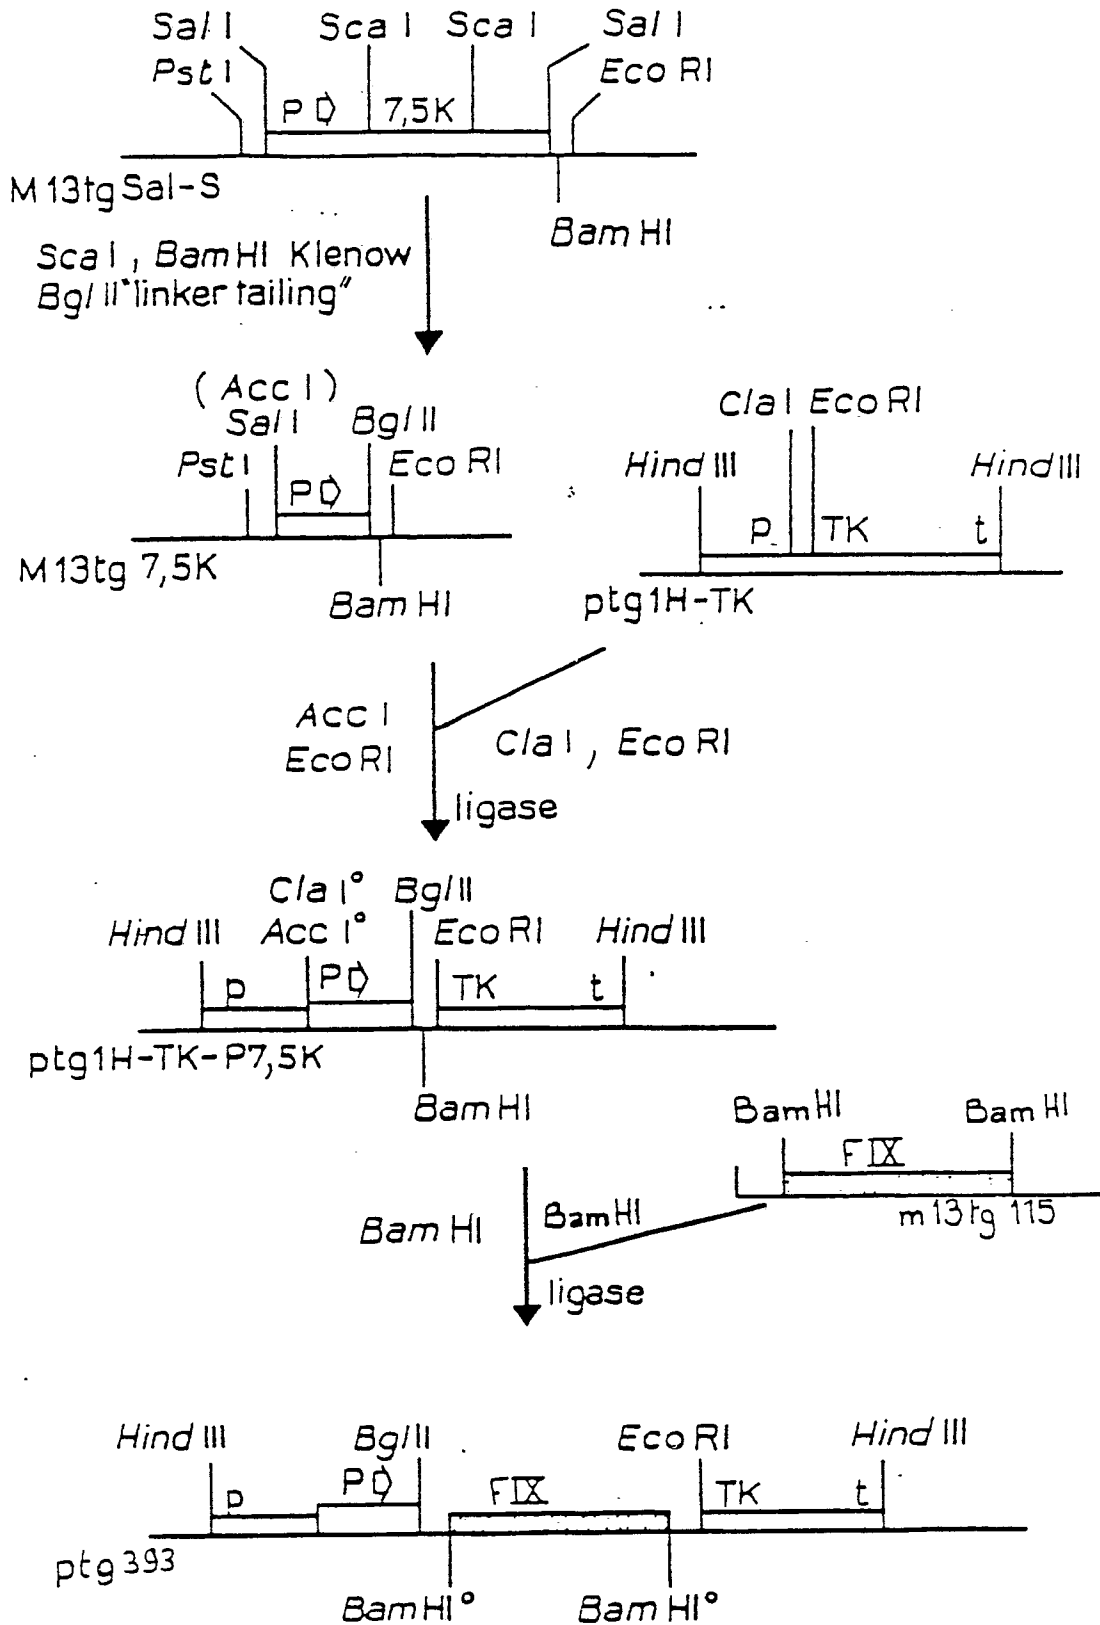 Sal I Sca I Sca I Sal I
Pst I Eco RI
P 7,5K
M13tg Sal-S
Bam HI
Sca I, Bam HI Klenow
Bgl II "linker tailing"
(Acc I)
Sal I Bgl II
Pst I Eco RI
P
M13tg 7,5K
Bam HI
Cla I Eco RI
Hind III Hind III
p TK t
ptg1H-TK
Acc I
Eco RI
Cla I, Eco RI
ligase
Cla I° Bgl II
Hind III Acc I° Eco RI Hind III
p P TK t
ptg1H-TK-P7,5K
Bam HI
Bam HI Bam HI
FIX
m13tg 115
Bam HI
Bam HI
ligase
Hind III Bgl II Eco RI Hind III
p P FIX TK t
ptg393
Bam HI° Bam HI°